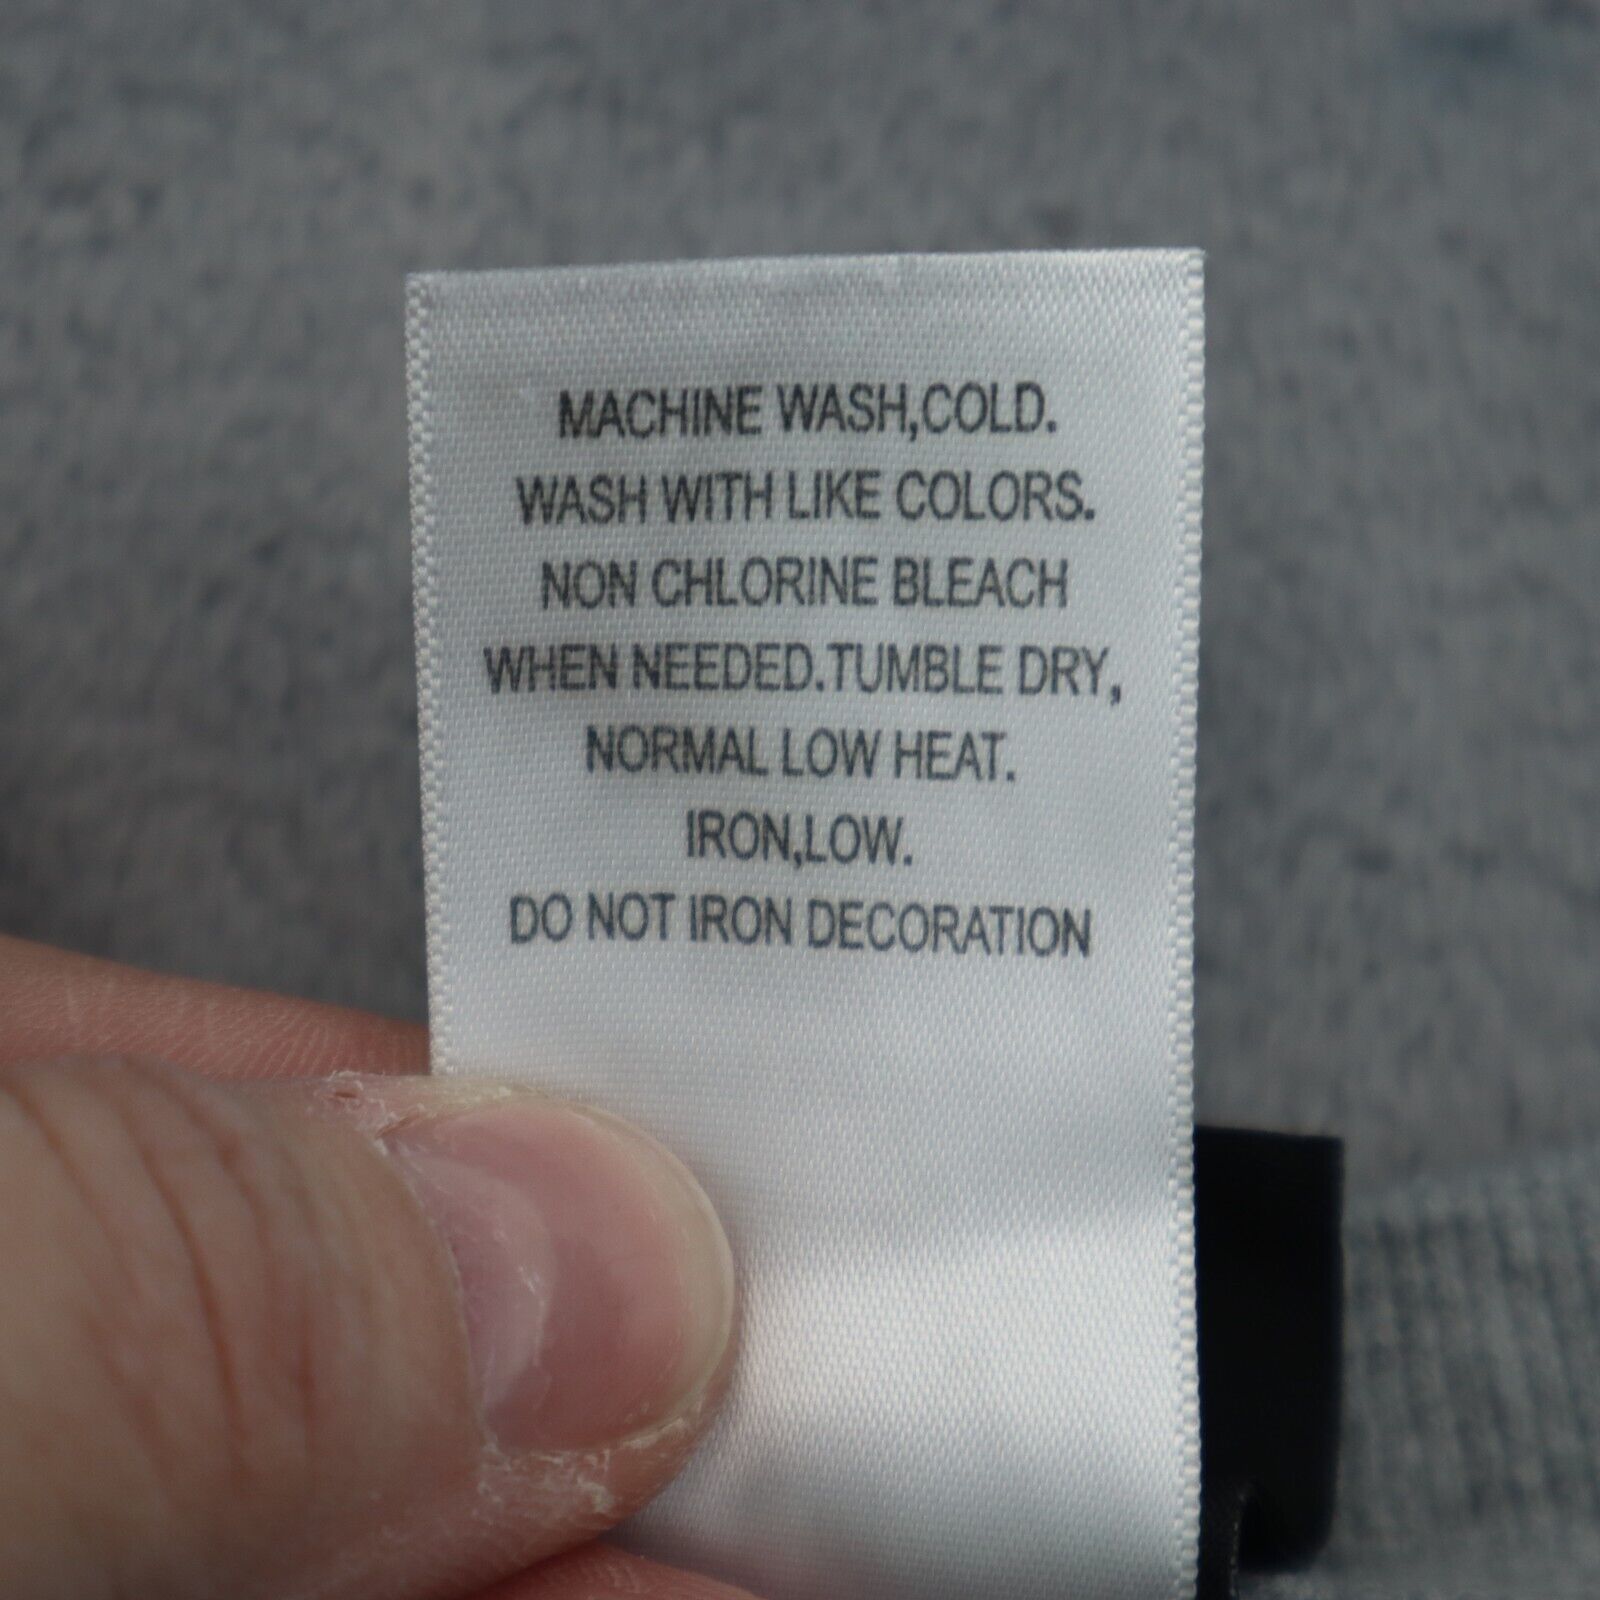 MACHINE WASH,COLD.
WASH WITH LIKE COLORS.
NON CHLORINE BLEACH
WHEN NEEDED.TUMBLE DRY,
NORMAL LOW HEAT.
IRON,LOW.
DO NOT IRON DECORATION